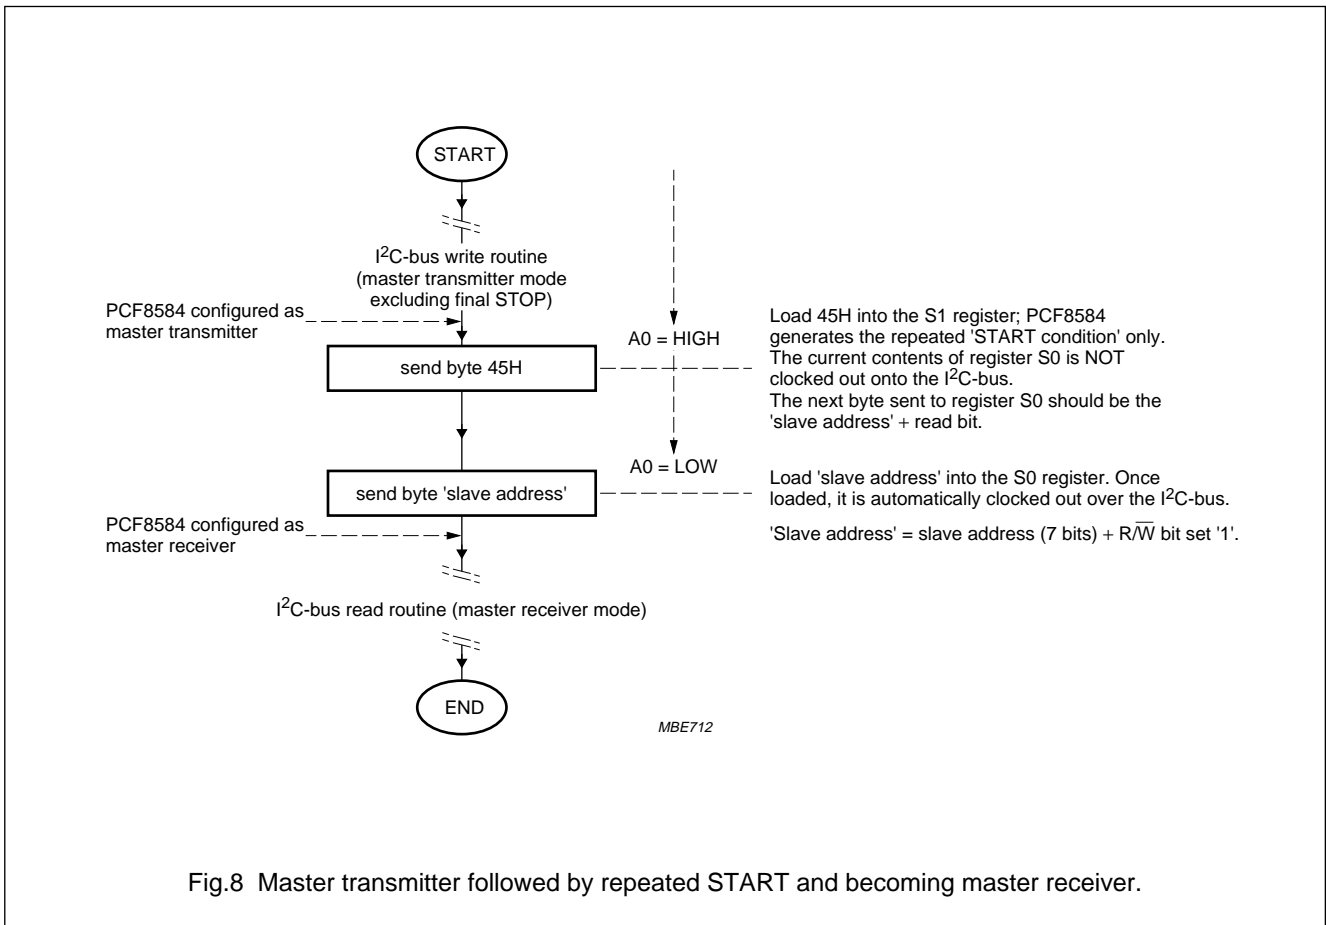 START
I2C-bus write routine
(master transmitter mode
excluding final STOP)
PCF8584 configured as
master transmitter
A0 = HIGH
send byte 45H
Load 45H into the S1 register; PCF8584
generates the repeated 'START condition' only.
The current contents of register S0 is NOT
clocked out onto the I2C-bus.
The next byte sent to register S0 should be the
'slave address' + read bit.
A0 = LOW
send byte 'slave address'
Load 'slave address' into the S0 register. Once
loaded, it is automatically clocked out over the I2C-bus.
'Slave address' = slave address (7 bits) + R/W̅ bit set '1'.
PCF8584 configured as
master receiver
I2C-bus read routine (master receiver mode)
END
MBE712
Fig.8 Master transmitter followed by repeated START and becoming master receiver.